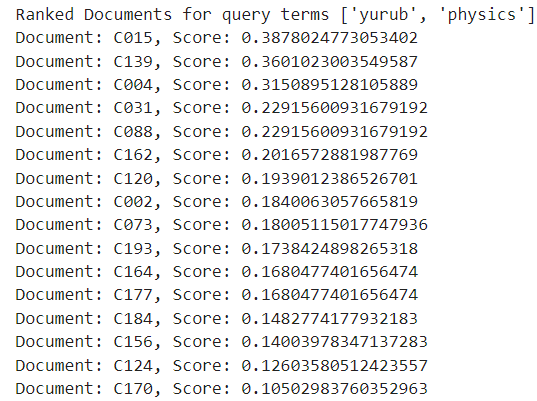 Ranked Documents for query terms ['yurub', 'physics']
Document: C015, Score: 0.3878024773053402
Document: C139, Score: 0.3601023003549587
Document: C004, Score: 0.3150895128105889
Document: C031, Score: 0.22915600931679192
Document: C088, Score: 0.22915600931679192
Document: C162, Score: 0.2016572881987769
Document: C120, Score: 0.1939012386526701
Document: C002, Score: 0.1840063057665819
Document: C073, Score: 0.18005115017747936
Document: C193, Score: 0.1738424898265318
Document: C164, Score: 0.1680477401656474
Document: C177, Score: 0.1680477401656474
Document: C184, Score: 0.1482774177932183
Document: C156, Score: 0.14003978347137283
Document: C124, Score: 0.12603580512423557
Document: C170, Score: 0.10502983760352963